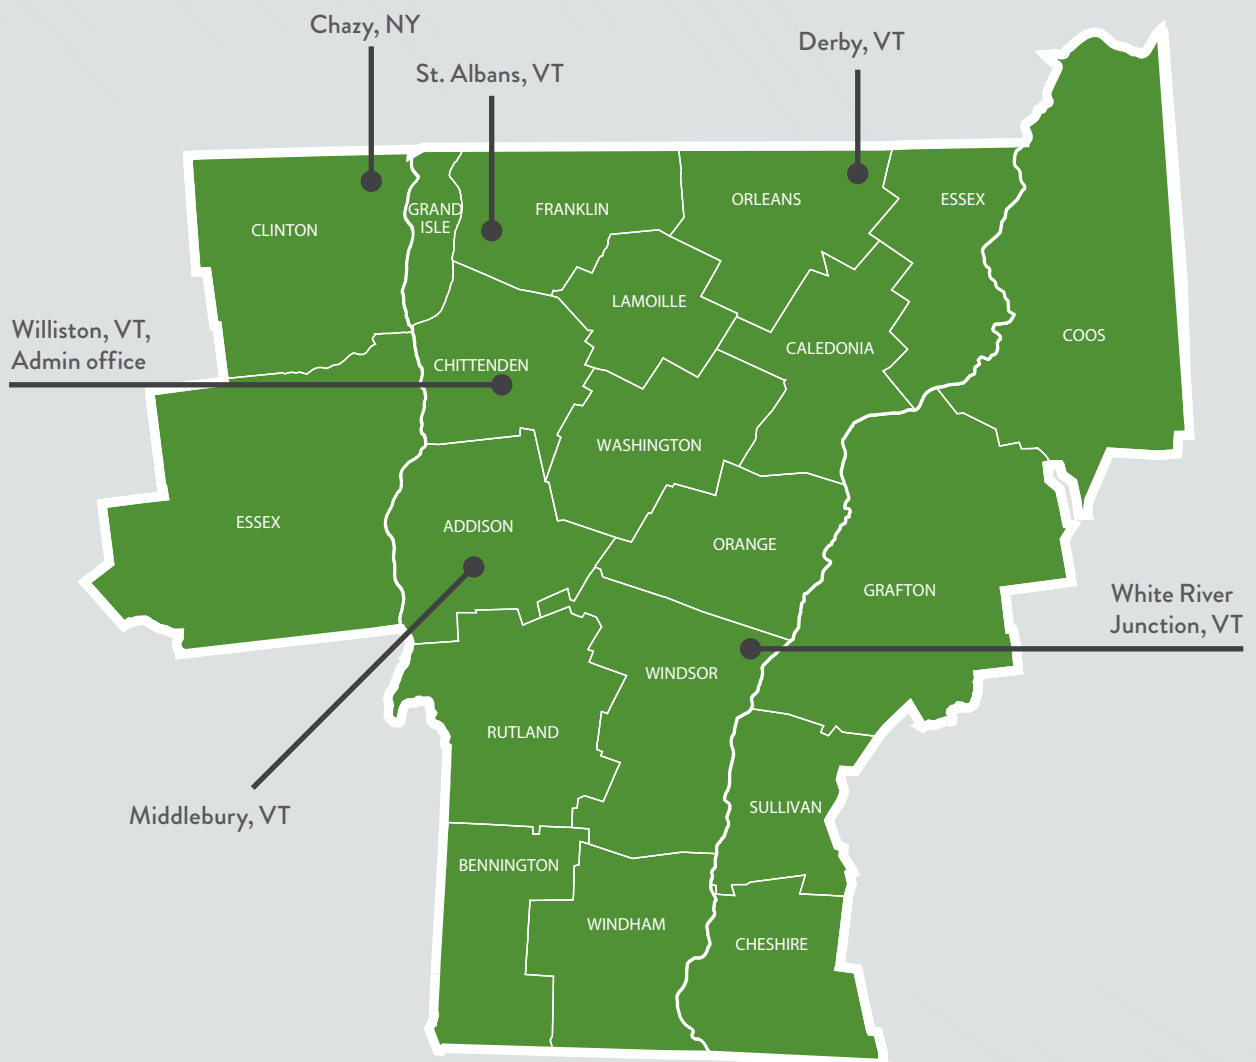 Chazy, NY
St. Albans, VT
Derby, VT
CLINTON
GRAND
ISLE
FRANKLIN
ORLEANS
ESSEX
LAMOILLE
COOS
Williston, VT,
Admin office
CHITTENDEN
CALEDONIA
WASHINGTON
ESSEX
ADDISON
ORANGE
GRAFTON
White River
Junction, VT
WINDSOR
RUTLAND
Middlebury, VT
SULLIVAN
BENNINGTON
WINDHAM
CHESHIRE